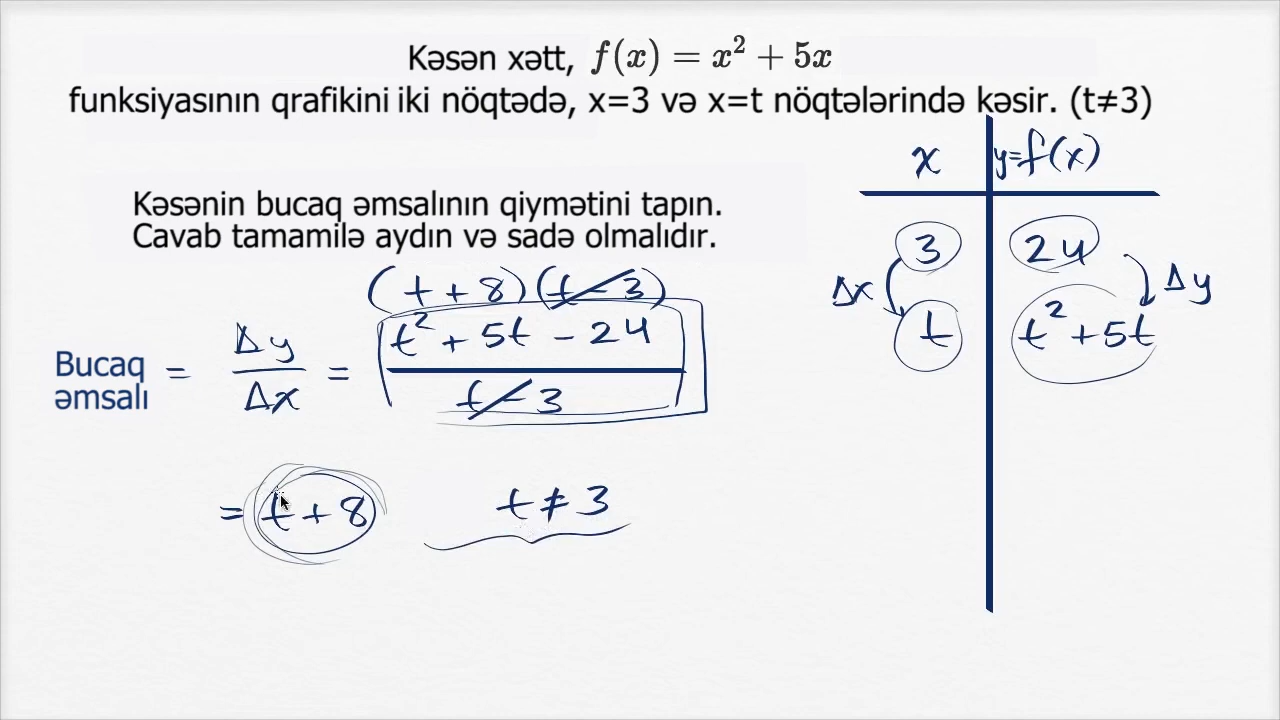 Kəsən xətt, f(x) = x² + 5x
funksiyasının qrafikini iki nöqtədə, x=3 və x=t nöqtələrində kəsir. (t≠3)
x y=f(x)
Kəsənin bucaq əmsalının qiymətini tapın.
Cavab tamamilə aydın və sadə olmalıdır.
3 24
Δx Δy
t t² + 5t
(t + 8)(t - 3)
Bucaq əmsalı = Δy/Δx = (t² + 5t - 24)/(t - 3)
= t + 8 t ≠ 3